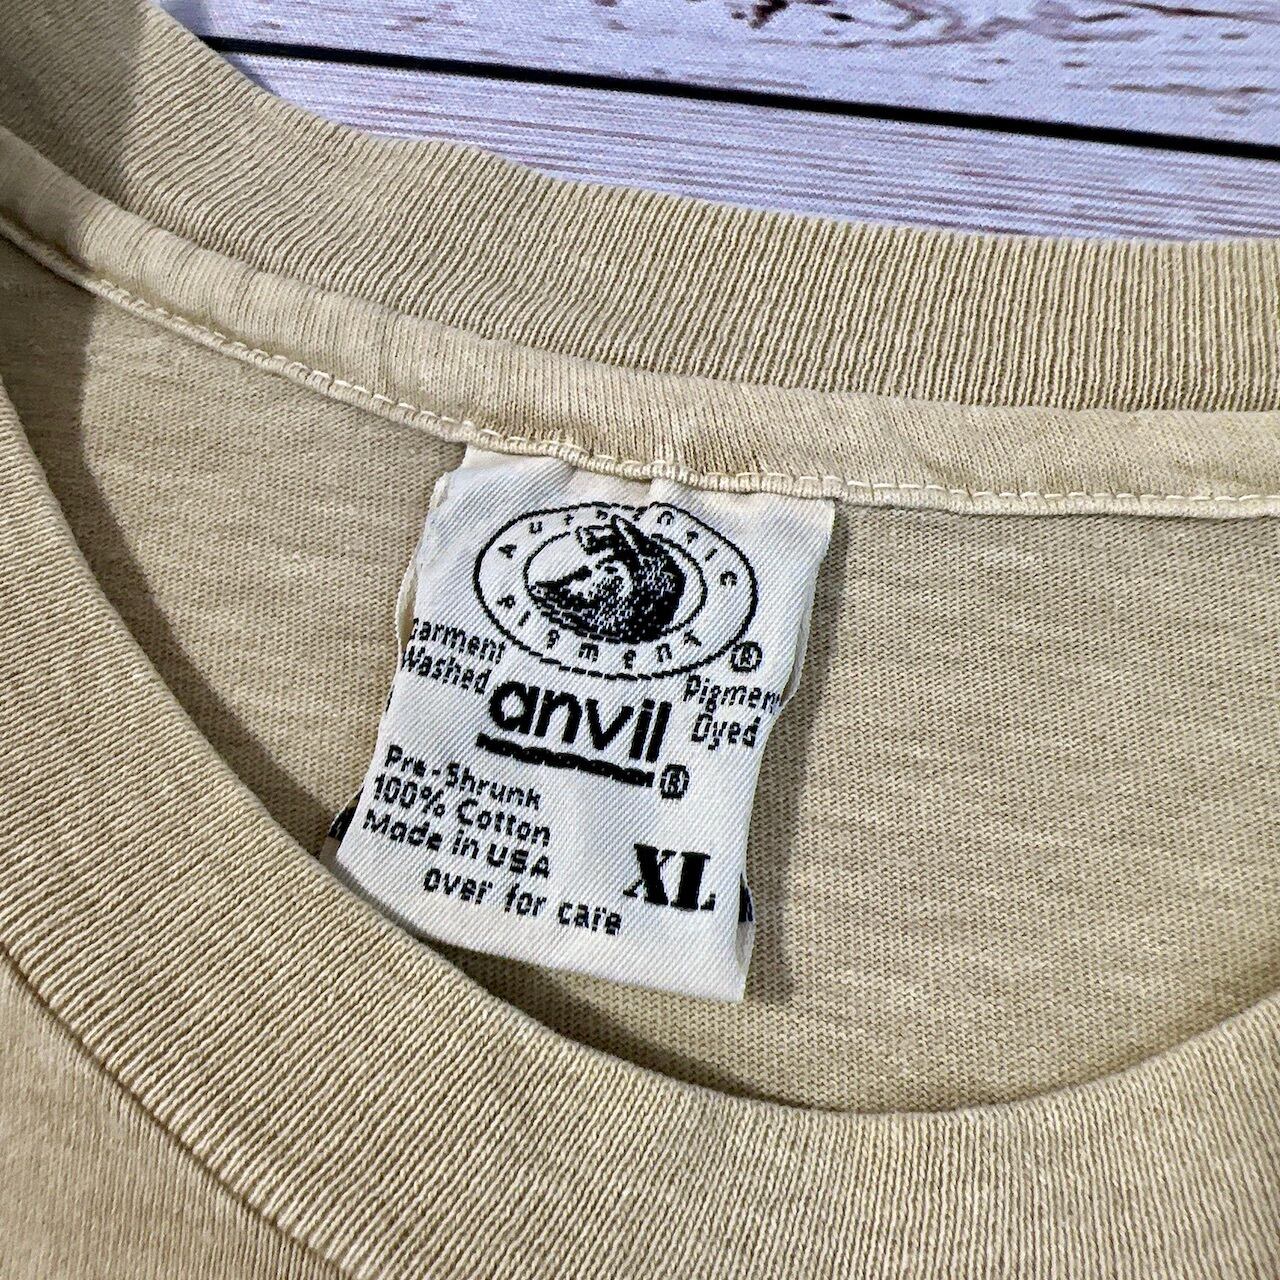 Authentic
Pigment
®
Garment
Washed
anvil
®
Pigment
Dyed
Pre-Shrunk
100% Cotton
Made in USA
XL
over for care